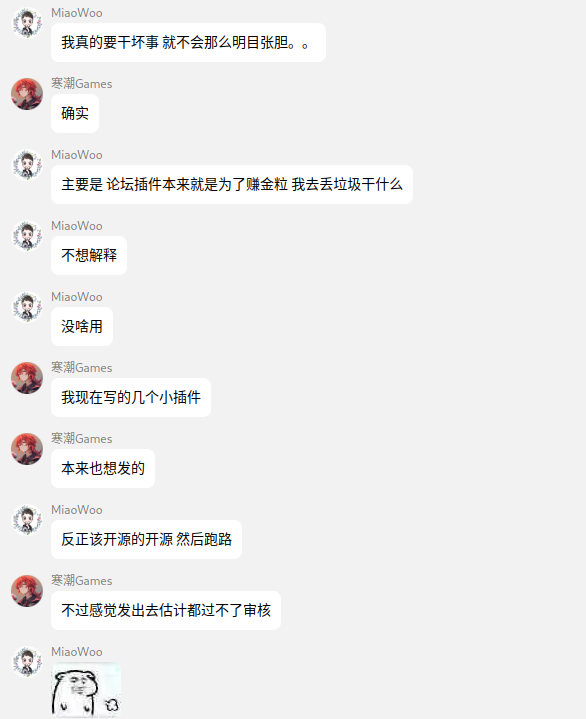 MiaoWoo
我真的要干坏事 就不会那么明目张胆。。
寒潮Games
确实
MiaoWoo
主要是 论坛插件本来就是为了赚金粒 我去丢垃圾干什么
MiaoWoo
不想解释
MiaoWoo
没啥用
寒潮Games
我现在写的几个小插件
寒潮Games
本来也想发的
MiaoWoo
反正该开源的开源 然后跑路
寒潮Games
不过感觉发出去估计都过不了审核
MiaoWoo